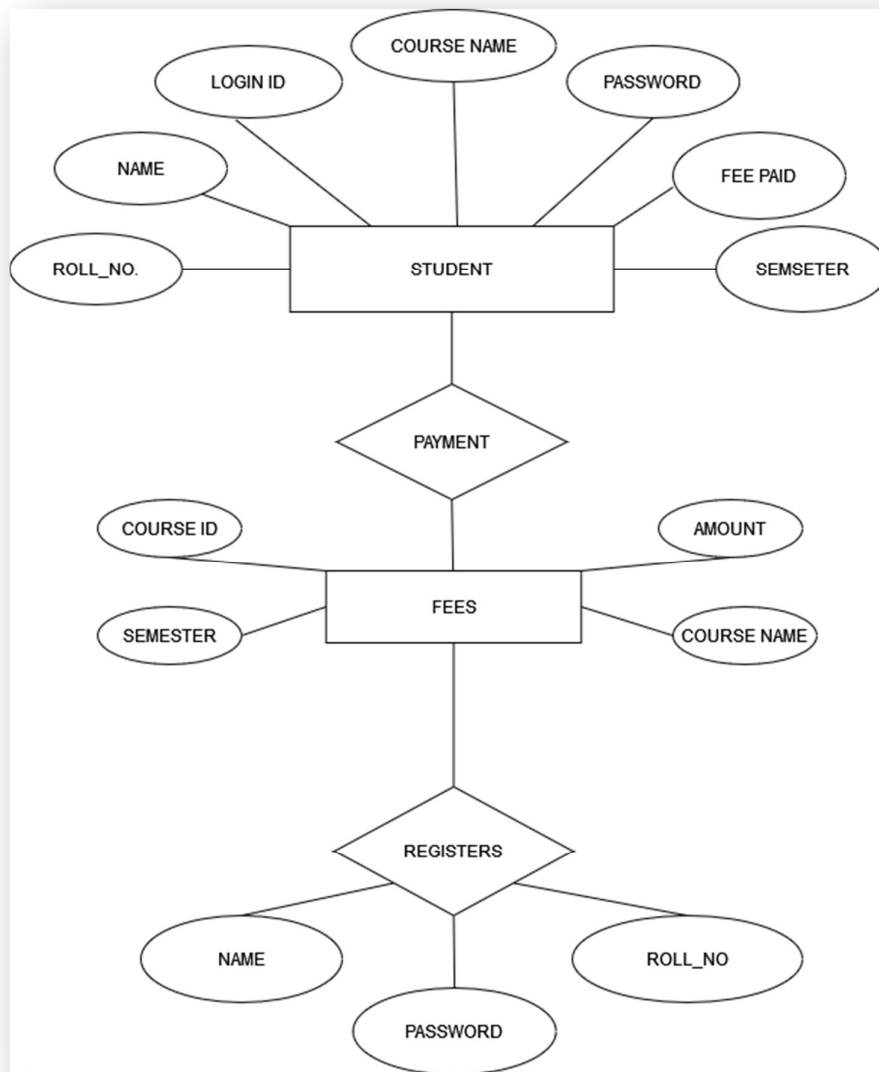 COURSE NAME
LOGIN ID
PASSWORD
NAME
FEE PAID
ROLL_NO.
STUDENT
SEMSETER
PAYMENT
COURSE ID
AMOUNT
FEES
SEMESTER
COURSE NAME
REGISTERS
NAME
ROLL_NO
PASSWORD